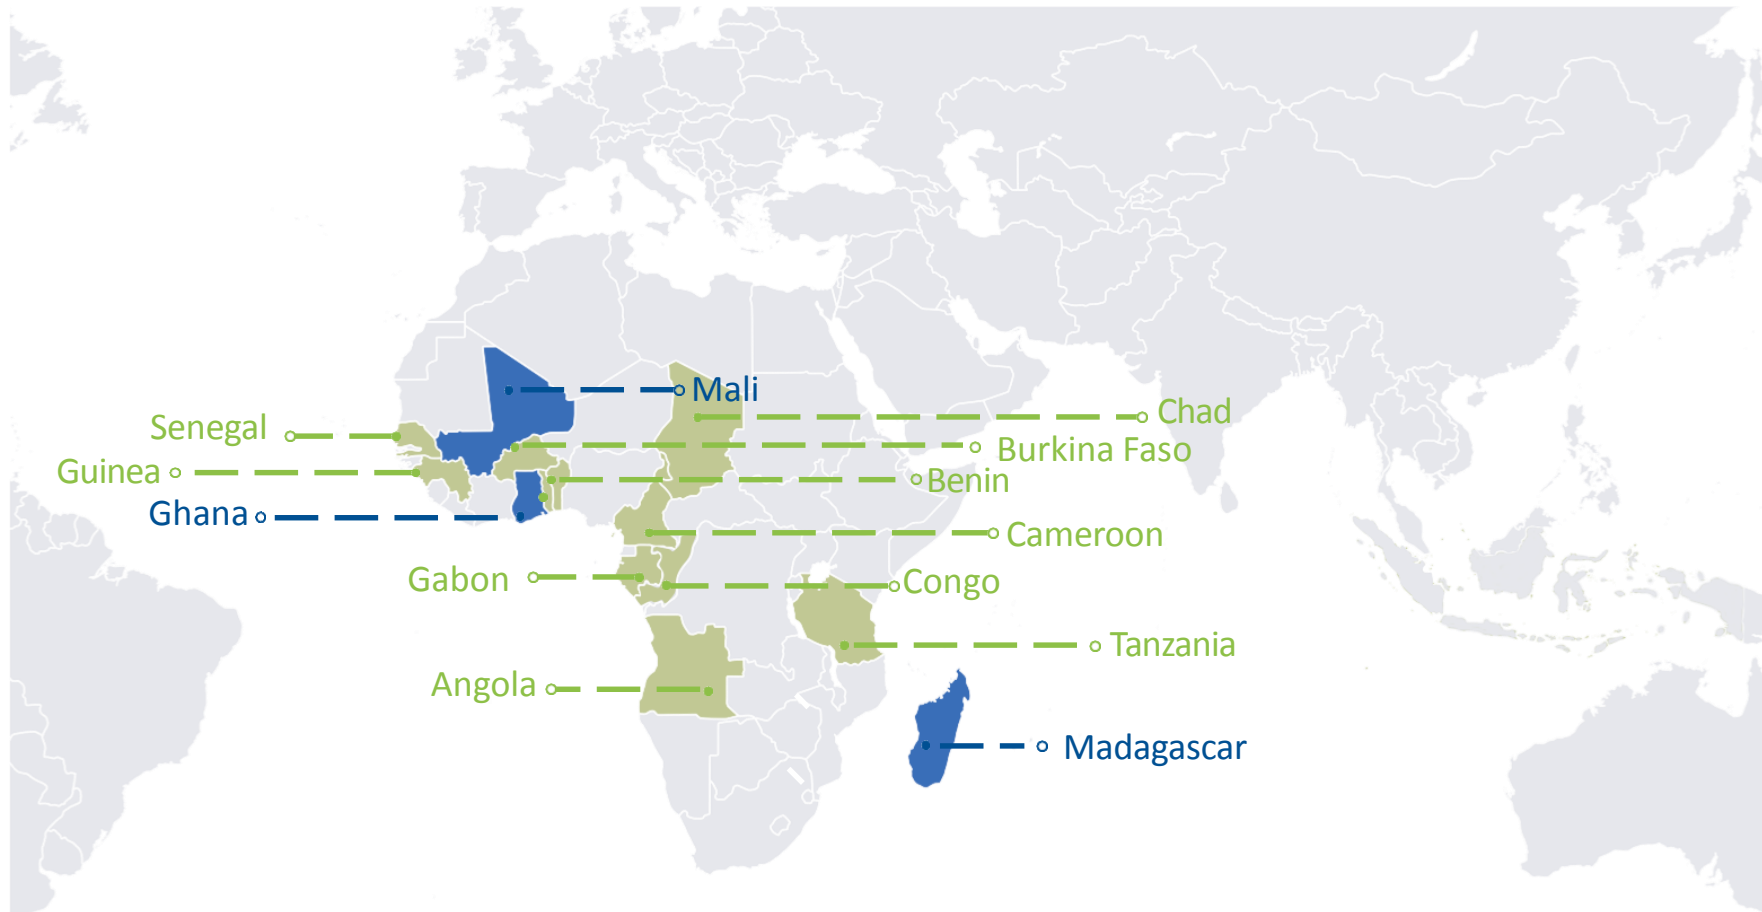 Mali
Chad
Senegal
Burkina Faso
Guinea
Benin
Ghana
Cameroon
Gabon
Congo
Tanzania
Angola
Madagascar